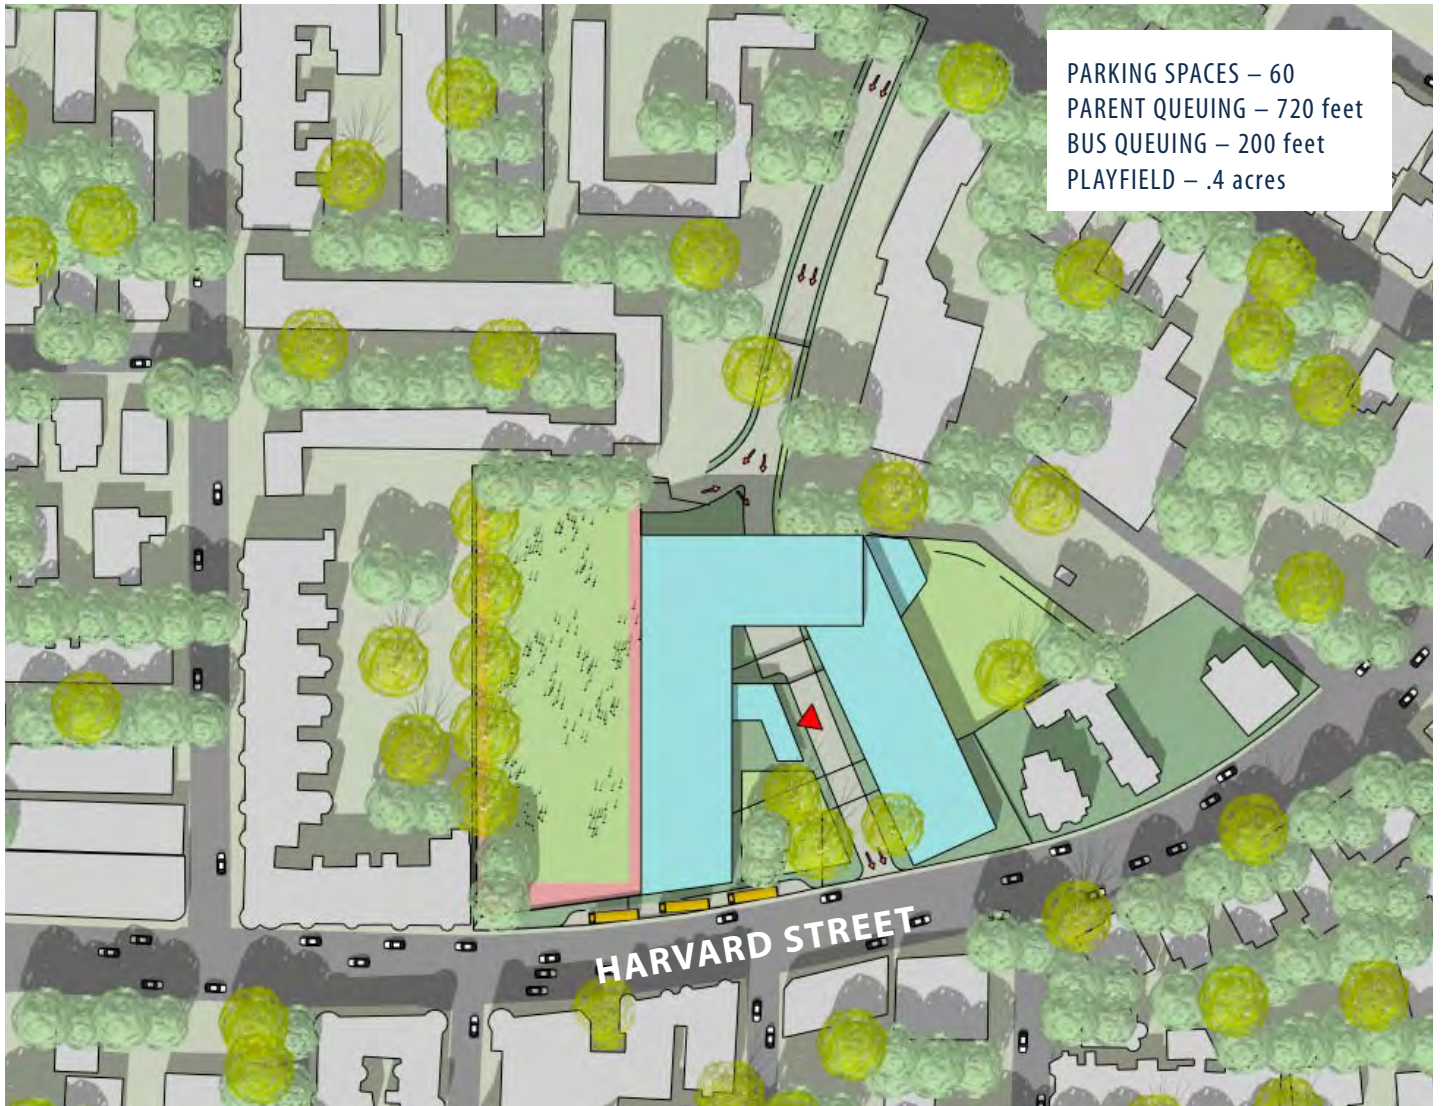 PARKING SPACES – 60
PARENT QUEUING – 720 feet
BUS QUEUING – 200 feet
PLAYFIELD – .4 acres
HARVARD STREET